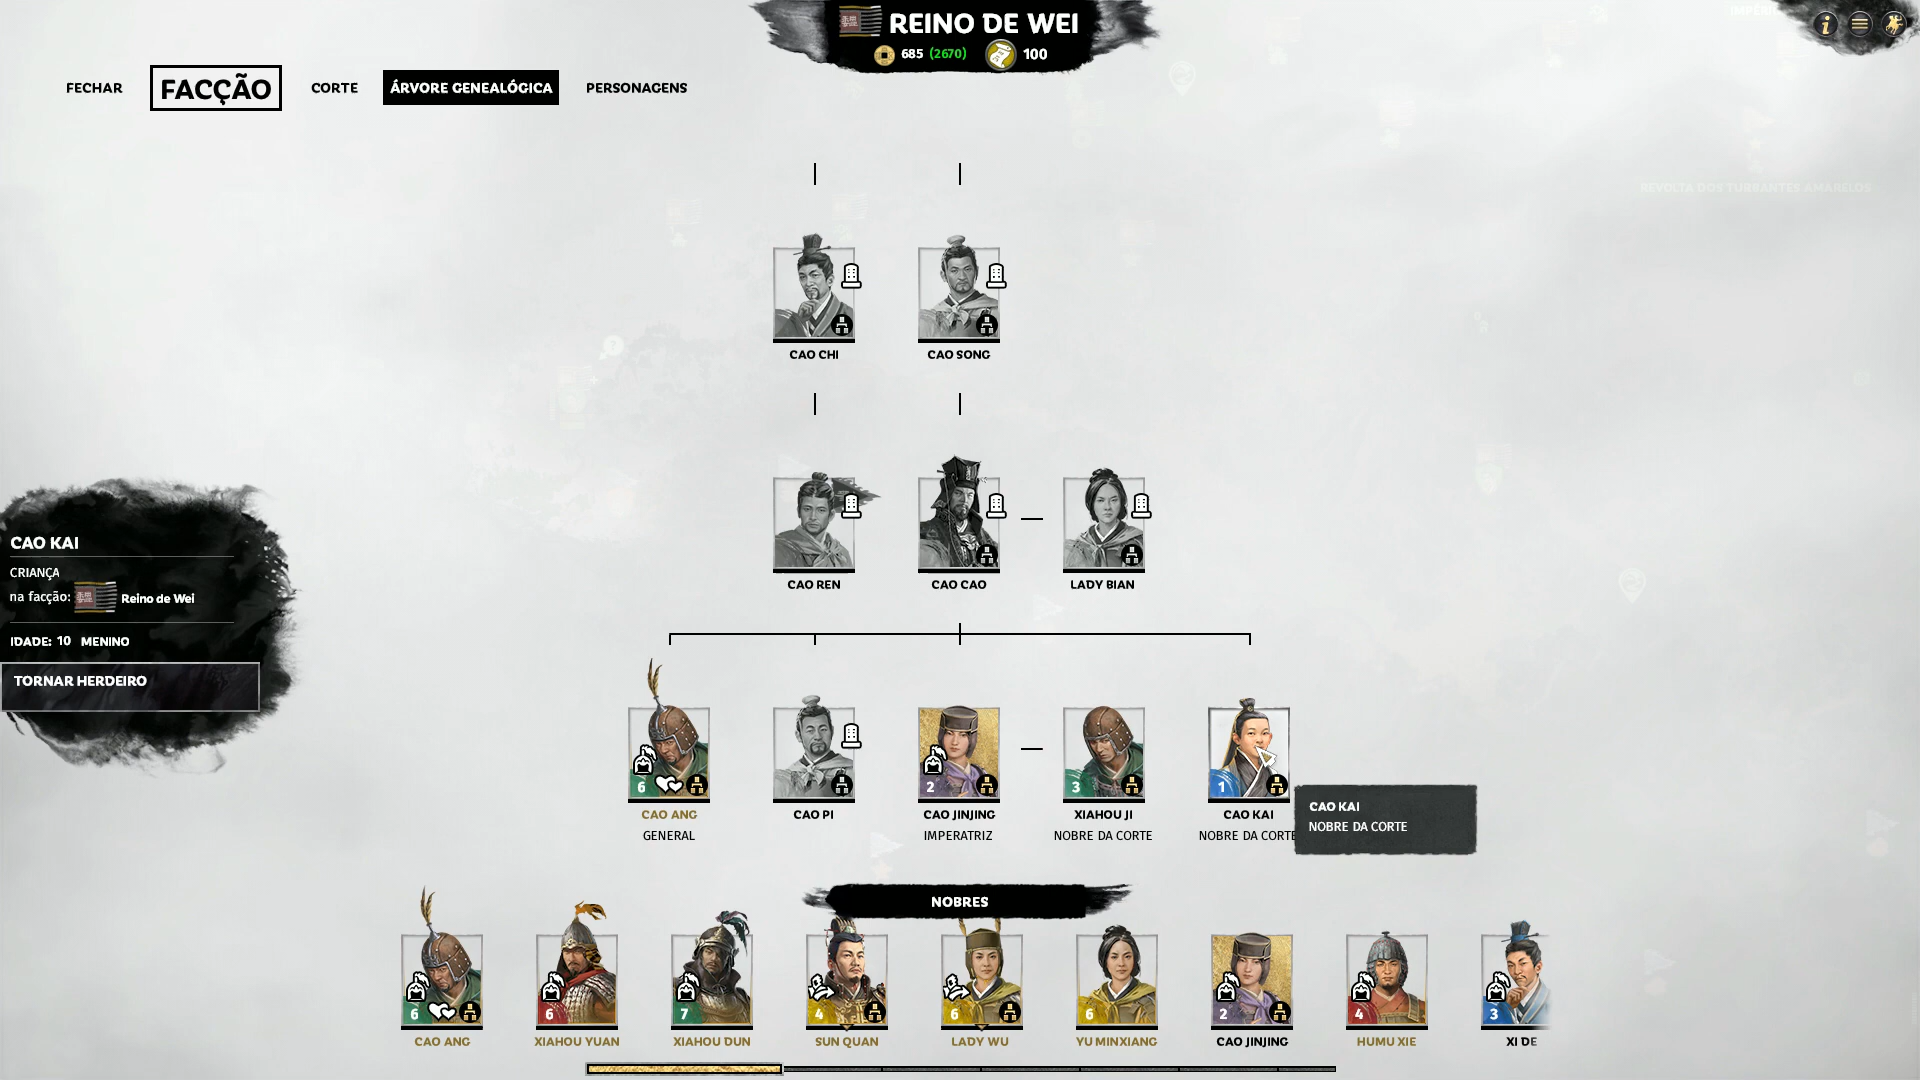 REINO DE WEI
685 (2670) 100
FECHAR FACÇÃO CORTE ÁRVORE GENEALÓGICA PERSONAGENS
REVOLTA DOS TURBANTES AMARELOS
CAO CHI CAO SONG
CAO REN CAO CAO LADY BIAN
CAO KAI
CRIANÇA
na facção: Reino de Wei
IDADE: 10 MENINO
TORNAR HERDEIRO
6 2 3 1
CAO ANG CAO PI CAO JINJING XIAHOU JI CAO KAI
GENERAL IMPERATRIZ NOBRE DA CORTE NOBRE DA CORTE
CAO KAI
NOBRE DA CORTE
NOBRES
6 6 7 4 6 6 2 4 3
CAO ANG XIAHOU YUAN XIAHOU DUN SUN QUAN LADY WU YU MINXIANG CAO JINJING HUMU XIE XI DE